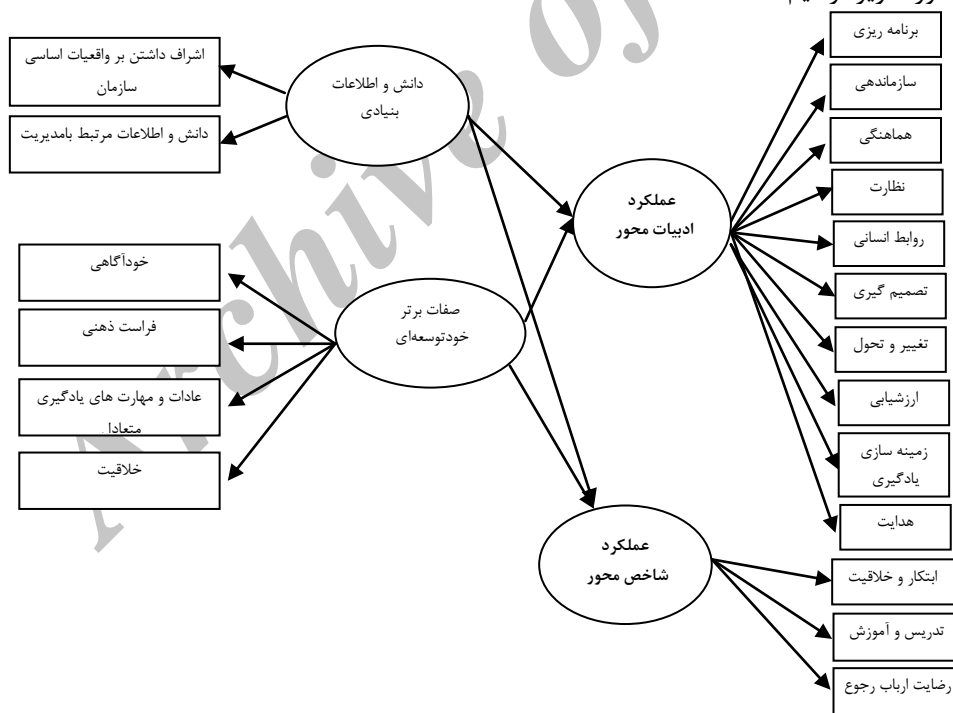 برنامه ریزی
سازماندهی
هماهنگی
نظارت
روابط انسانی
تصمیم گیری
تغییر و تحول
ارزشیابی
زمینه سازی
یادگیری
هدایت
ابتکار و خلاقیت
تدریس و آموزش
رضایت ارباب رجوع
عملکرد
ادبیات محور
عملکرد
شاخص محور
دانش و اطلاعات
بنیادی
صفات برتر
خودتوسعه‌ای
اشراف داشتن بر واقعیات اساسی
سازمان
دانش و اطلاعات مرتبط بامدیریت
خودآگاهی
فراست ذهنی
عادات و مهارت های یادگیری
متعادل
خلاقیت
Archive of